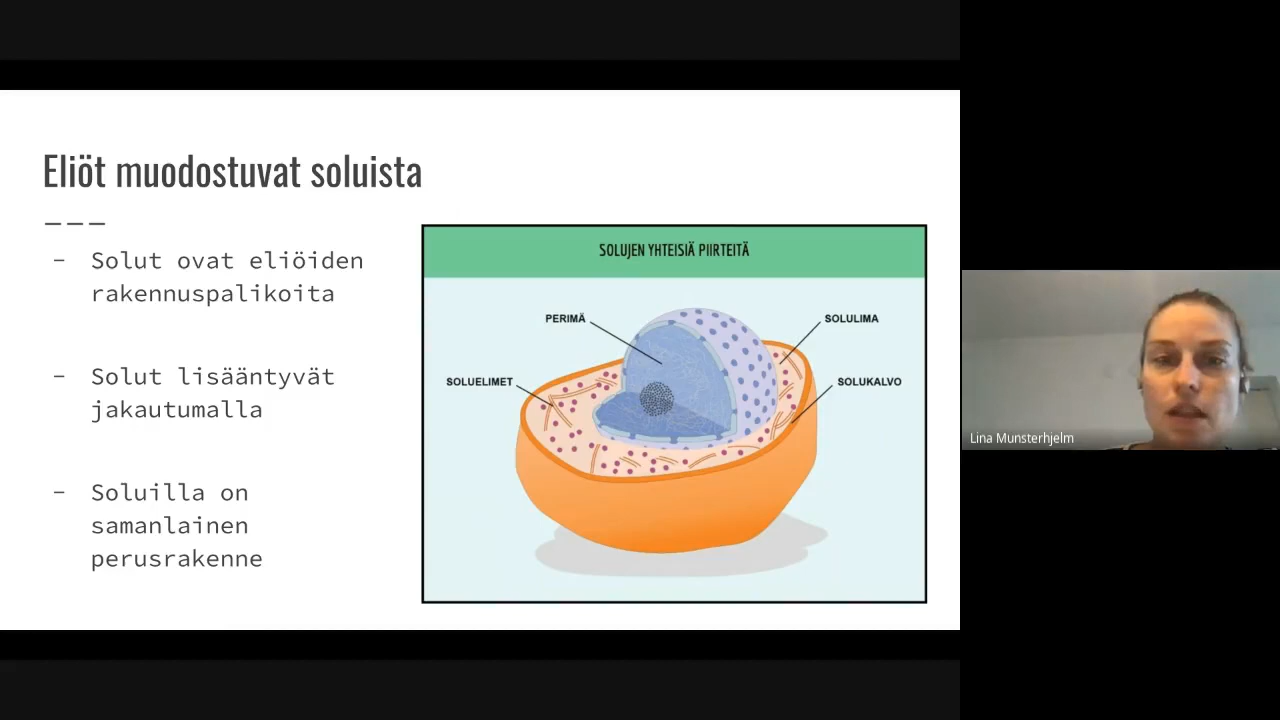 Eliöt muodostuvat soluista
– Solut ovat eliöiden
rakennuspalikoita
– Solut lisääntyvät
jakautumalla
– Soluilla on
samanlainen
perusrakenne
SOLUJEN YHTEISIÄ PIIRTEITÄ
PERIMÄ
SOLULIMA
SOLUELIMET
SOLUKALVO
Lina Munsterhjelm